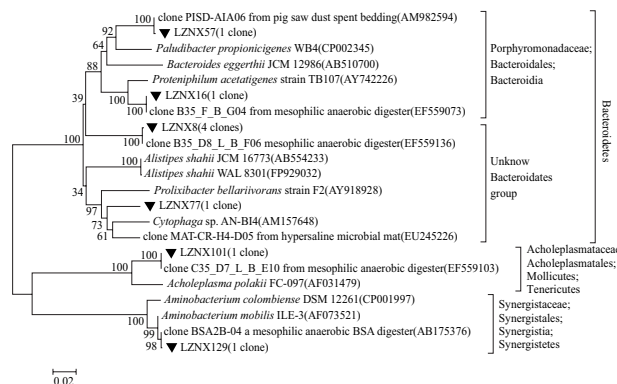 100 clone PISD-AIA06 from pig saw dust spent bedding(AM982594)
92 ▼ LZNX57(1 clone)
64 Paludibacter propionicigenes WB4(CP002345)
88 Bacteroides eggerthii JCM 12986(AB510700)
Proteniphilum acetatigenes strain TB107(AY742226)
100 ▼ LZNX16(1 clone)
100 clone B35_F_B_G04 from mesophilic anaerobic digester(EF559073)
39 ▼ LZNX8(4 clones)
100 clone B35_D8_L_B_F06 mesophilic anaerobic digester(EF559136)
100 Alistipes shahii JCM 16773(AB554233)
100 Alistipes shahii WAL 8301(FP929032)
34 Prolixibacter bellariivorans strain F2(AY918928)
97 ▼ LZNX77(1 clone)
73 Cytophaga sp. AN-BI4(AM157648)
61 clone MAT-CR-H4-D05 from hypersaline microbial mat(EU245226)
100 ▼ LZNX101(1 clone)
100 clone C35_D7_L_B_E10 from mesophilic anaerobic digester(EF559103)
Acholeplasma polakii FC-097(AF031479)
Aminobacterium colombiense DSM 12261(CP001997)
100 Aminobacterium mobilis ILE-3(AF073521)
99 clone BSA2B-04 a mesophilic anaerobic BSA digester(AB175376)
98 ▼ LZNX129(1 clone)
Porphyromonadaceae;
Bacteroidales;
Bacteroidia
Unknow
Bacteroidates
group
Bacteroidetes
Acholeplasmataceae;
Acholeplasmatales;
Mollicutes;
Tenericutes
Synergistaceae;
Synergistales;
Synergistia;
Synergistetes
0.02